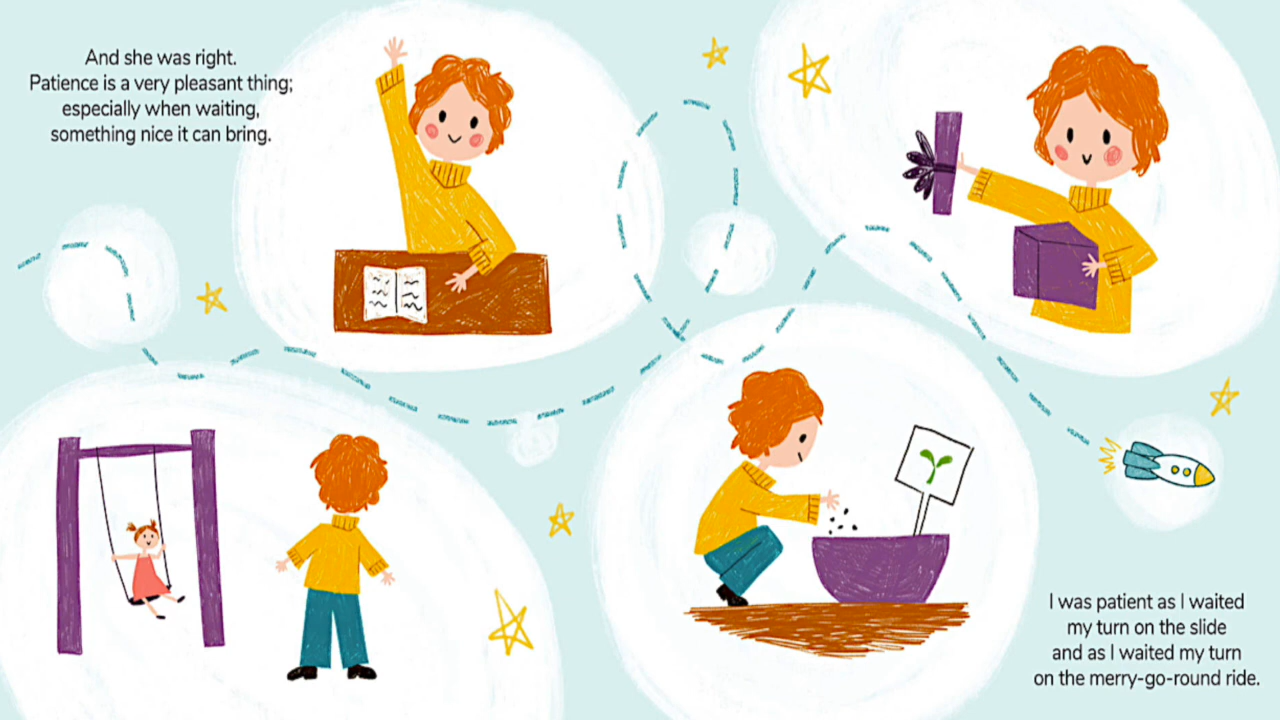 And she was right.
Patience is a very pleasant thing;
especially when waiting,
something nice it can bring.
I was patient as I waited
my turn on the slide
and as I waited my turn
on the merry-go-round ride.